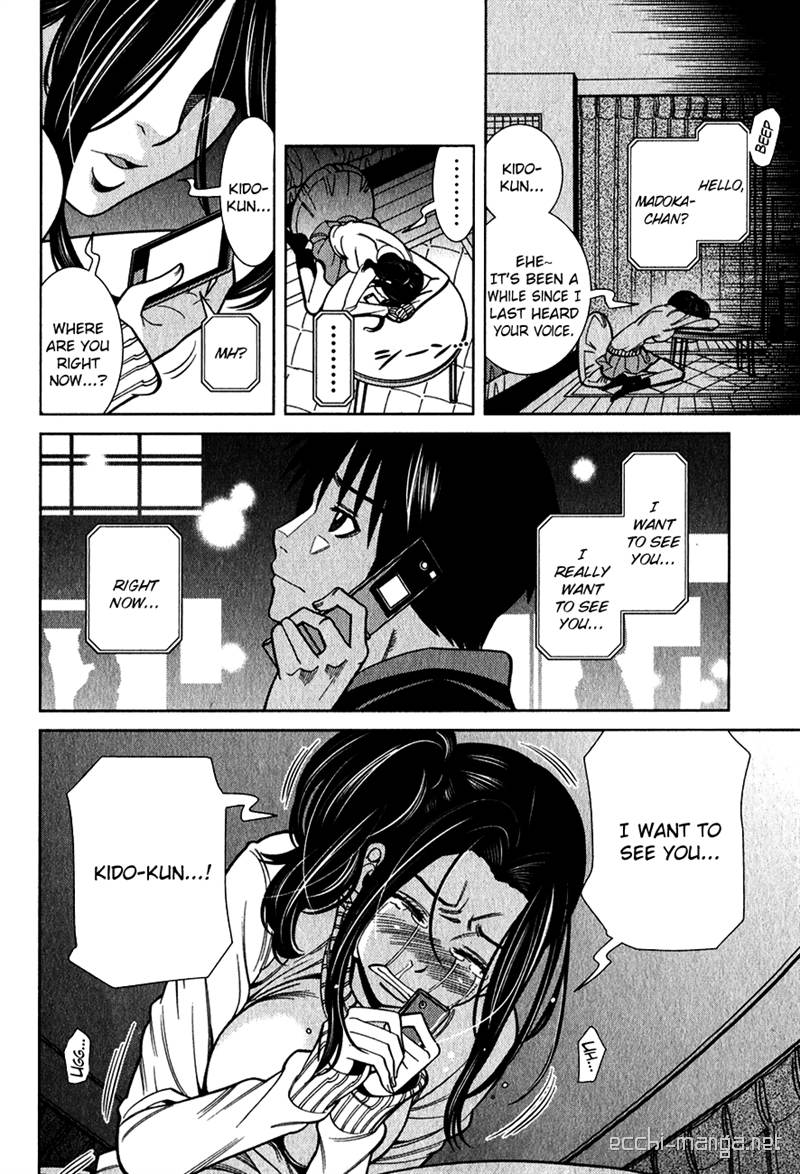 BEEP
HELLO,
MADOKA-
CHAN?
KIDO-
KUN...
EHE~
IT'S BEEN A
WHILE SINCE I
LAST HEARD
YOUR VOICE.
........
........
KIDO-
KUN...
MH?
WHERE
ARE YOU
RIGHT
NOW...?
I
WANT
TO SEE
YOU...
I
REALLY
WANT
TO SEE
YOU...
RIGHT
NOW...
I WANT TO
SEE YOU...
KIDO-KUN...!
UH...
UGG...
ecchi-manga.net